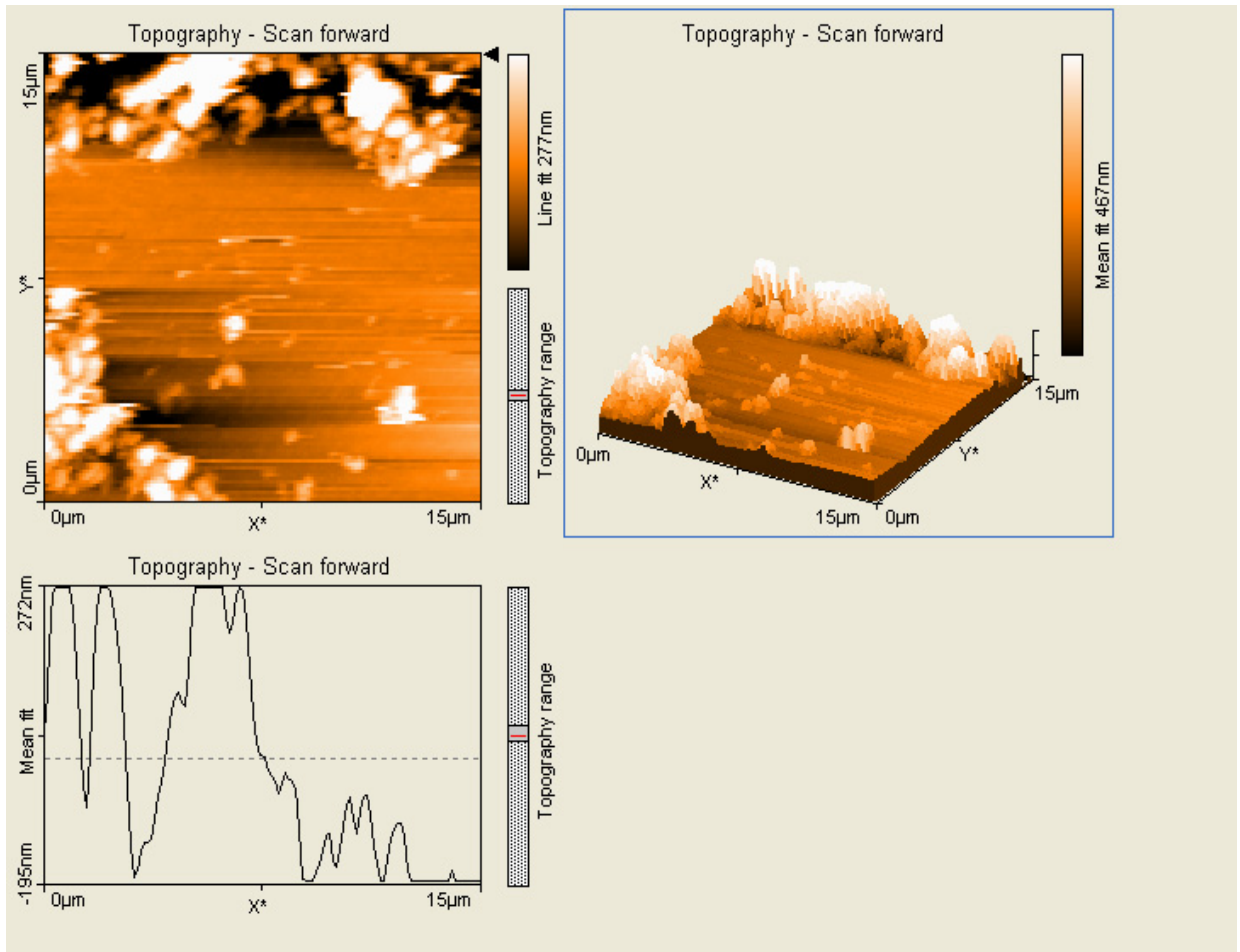 Topography - Scan forward
15µm
Y*
0µm
0µm
X*
15µm
Line fit 277nm
Topography range
Topography - Scan forward
Mean fit 467nm
15µm
Y*
0µm
X*
15µm
0µm
Topography - Scan forward
272nm
Mean fit
-195nm
0µm
X*
15µm
Topography range